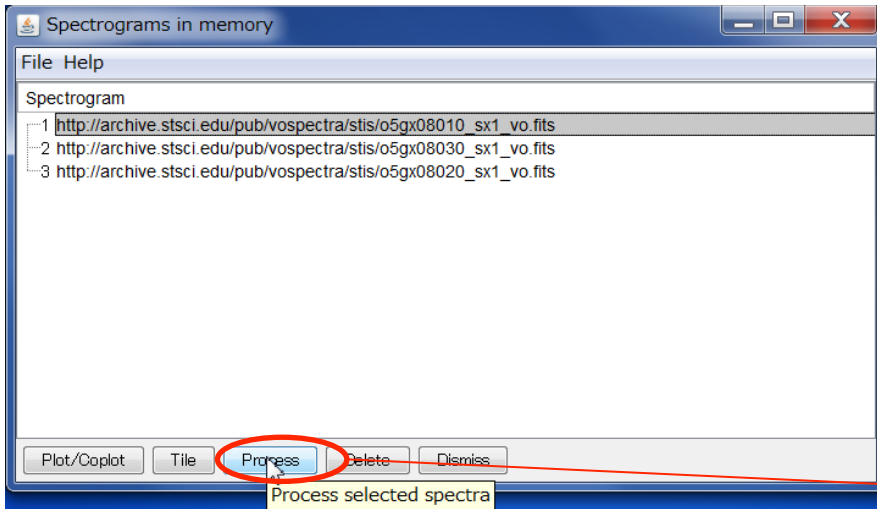 Spectrograms in memory
File Help
Spectrogram
1 http://archive.stsci.edu/pub/vospectra/stis/o5gx08010_sx1_vo.fits
2 http://archive.stsci.edu/pub/vospectra/stis/o5gx08030_sx1_vo.fits
3 http://archive.stsci.edu/pub/vospectra/stis/o5gx08020_sx1_vo.fits
Plot/Coplot Tile Process Delete Dismiss
Process selected spectra